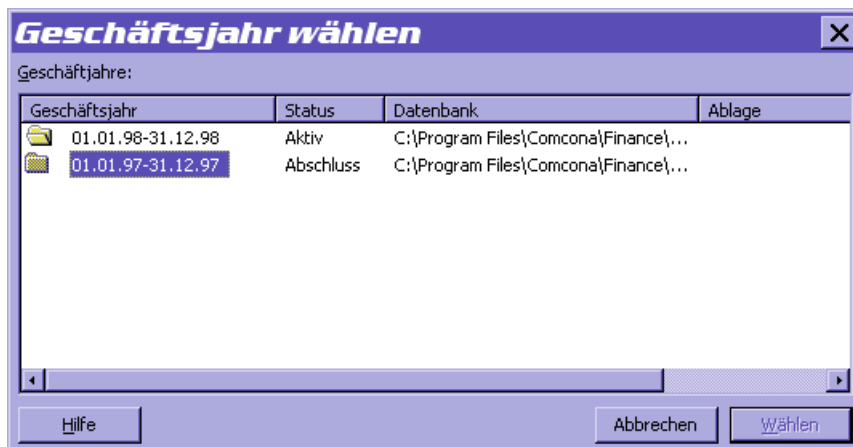 Geschäftsjahr wählen
Geschäftjahre:
Geschäftsjahr Status Datenbank Ablage
01.01.98-31.12.98 Aktiv C:\Program Files\Comcona\Finance\...
01.01.97-31.12.97 Abschluss C:\Program Files\Comcona\Finance\...
Hilfe Abbrechen Wählen